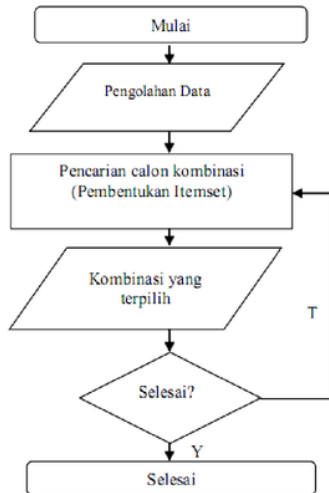 Mulai
Pengolahan Data
Pencarian calon kombinasi
(Pembentukan Itemset)
Kombinasi yang
terpilih
T
Selesai?
Y
Selesai